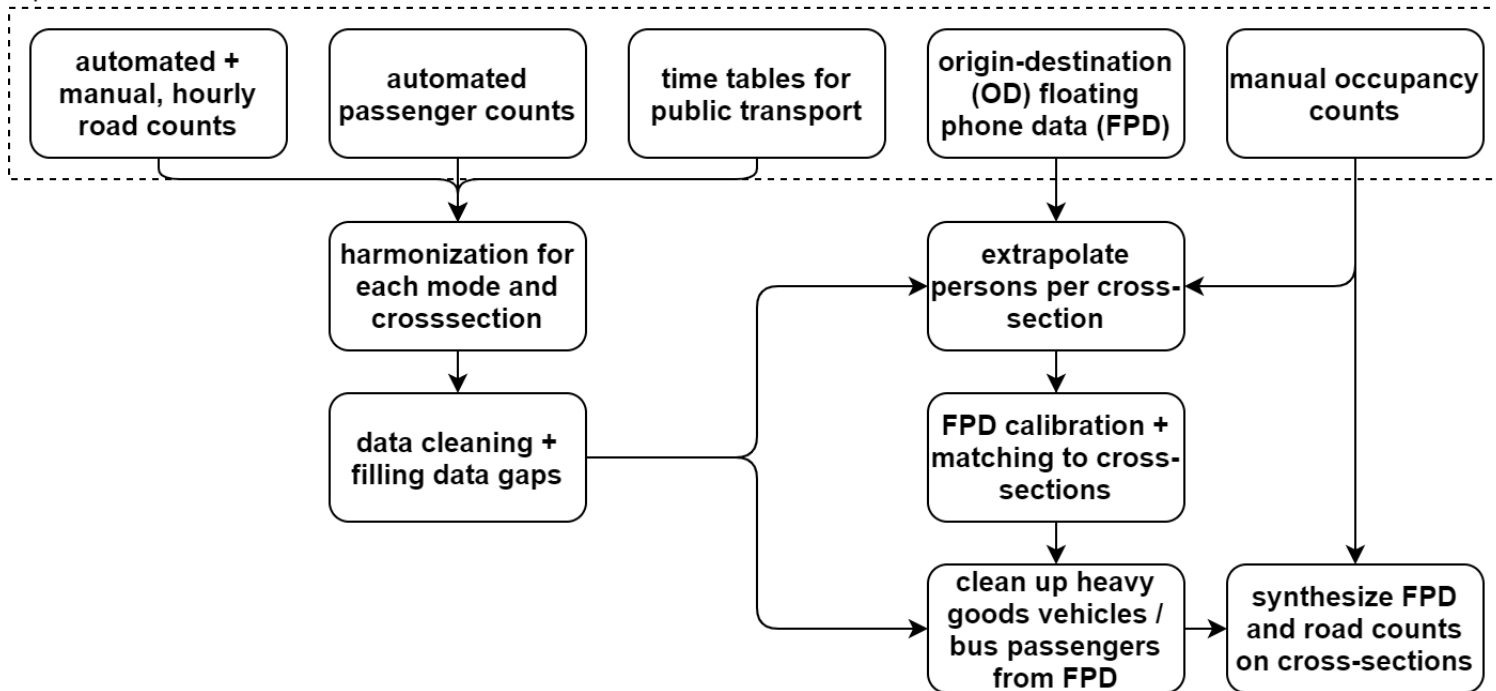 automated +
manual, hourly
road counts
automated
passenger counts
time tables for
public transport
origin-destination
(OD) floating
phone data (FPD)
manual occupancy
counts
harmonization for
each mode and
crosssection
extrapolate
persons per cross-
section
data cleaning +
filling data gaps
FPD calibration +
matching to cross-
sections
clean up heavy
goods vehicles /
bus passengers
from FPD
synthesize FPD
and road counts
on cross-sections